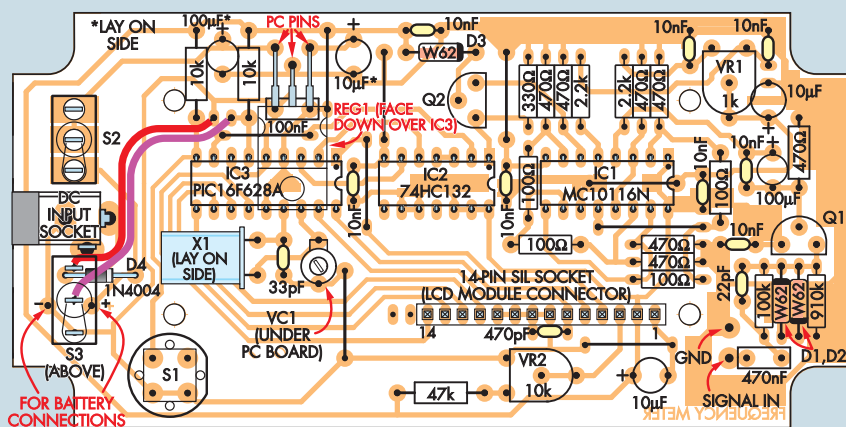 *LAY ON
SIDE
100µF*
PC PINS
10µF*
10nF
W62
D3
10nF
10nF
10k
10k
VR1
1k
10µF
Q2
330Ω
470Ω
470Ω
2.2k
2.2k
470Ω
470Ω
100nF
REG1 (FACE
DOWN OVER IC3)
S2
10nF
470Ω
IC3
PIC16F628A
10nF
IC2
74HC132
10nF
100Ω
IC1
MC10116N
10nF
100Ω
100µF
DC
INPUT
SOCKET
Q1
X1
(LAY ON
SIDE)
100Ω
470Ω
470Ω
100Ω
10nF
D4
1N4004
33pF
14-PIN SIL SOCKET
(LCD MODULE CONNECTOR)
22pF
100k
W62
W62
910k
–
+
VC1
(UNDER
PC BOARD)
14
1
470pF
S3
(ABOVE)
GND
D1,D2
S1
VR2
10k
470nF
FOR BATTERY
CONNECTIONS
47k
10µF
SIGNAL IN
FREQUENCY METER